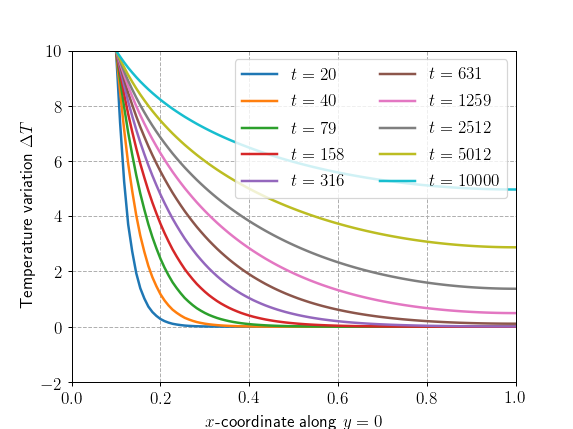 Temperature variation ΔT
10
8
6
4
2
0
−2
0.0 0.2 0.4 0.6 0.8 1.0
x-coordinate along y = 0
t = 20
t = 40
t = 79
t = 158
t = 316
t = 631
t = 1259
t = 2512
t = 5012
t = 10000